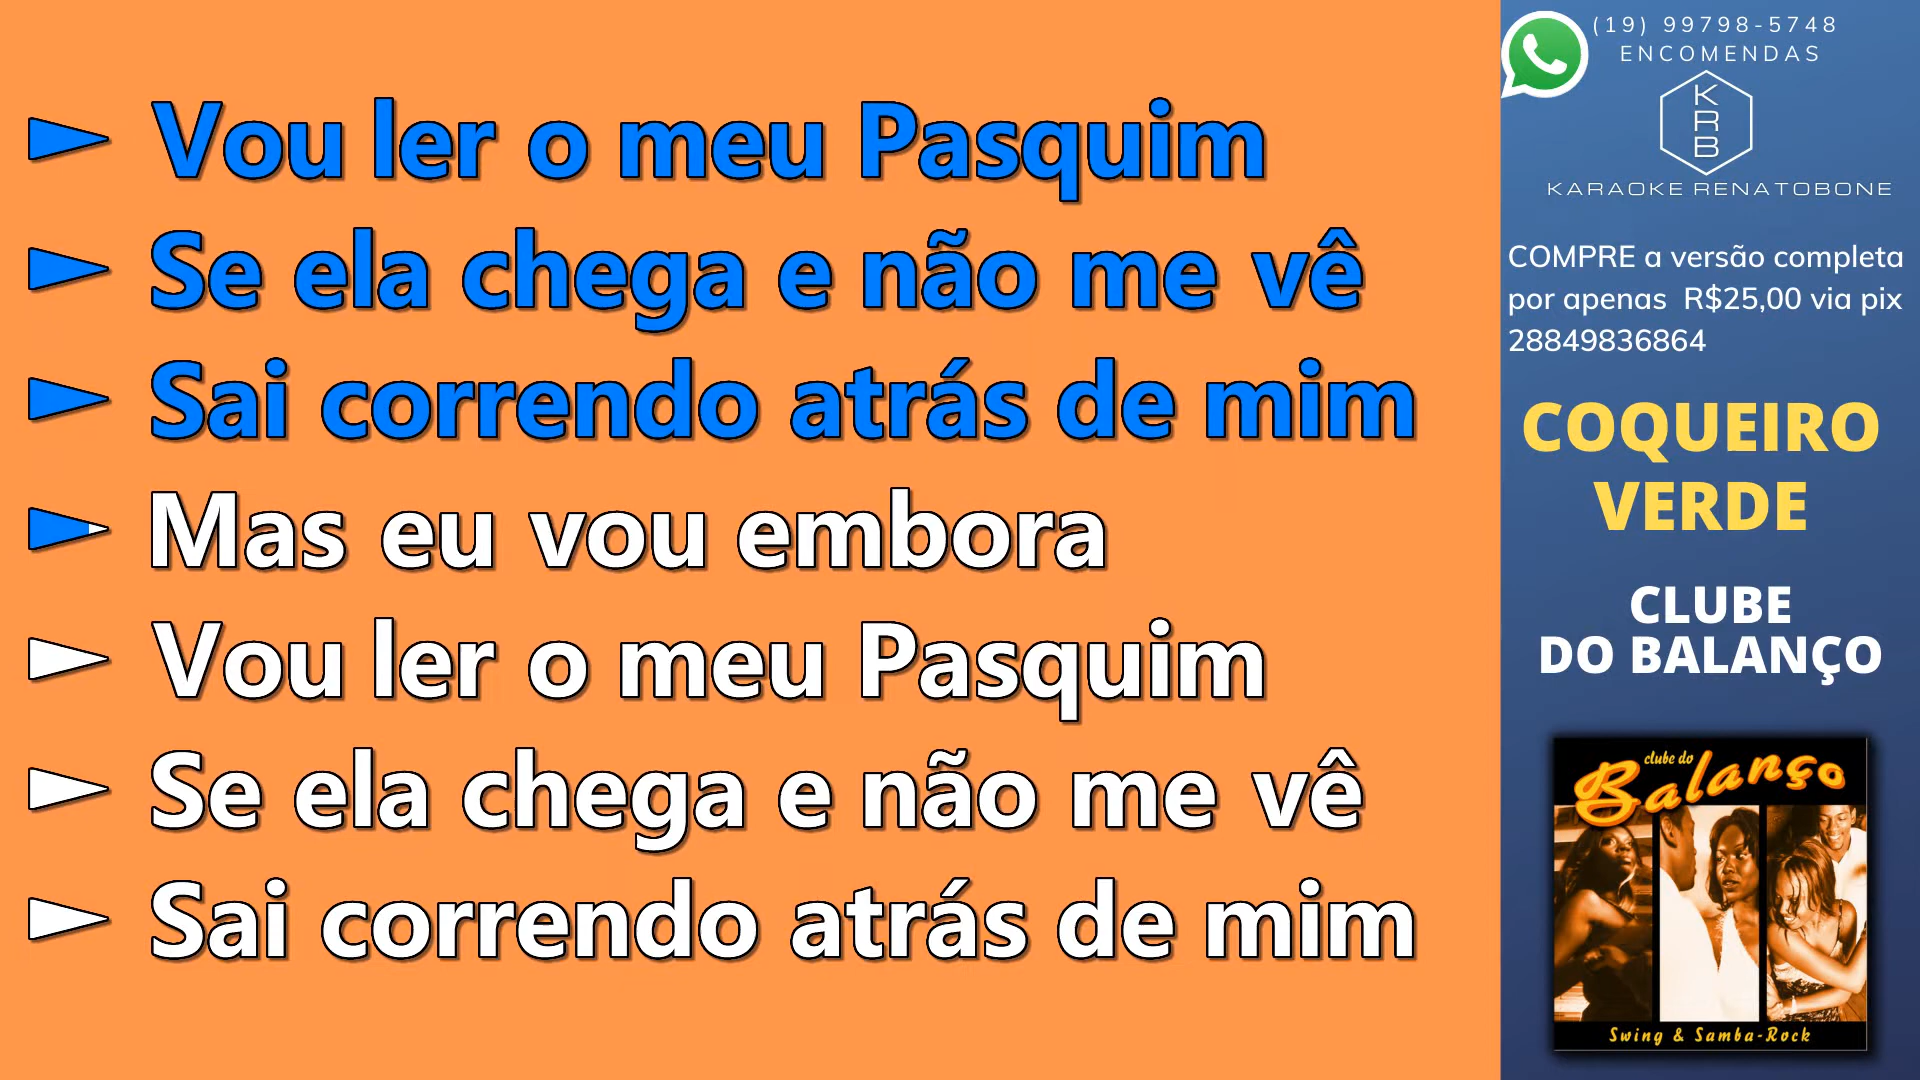 Vou ler o meu Pasquim
Se ela chega e não me vê
Sai correndo atrás de mim
Mas eu vou embora
Vou ler o meu Pasquim
Se ela chega e não me vê
Sai correndo atrás de mim
(19) 99798-5748
ENCOMENDAS
K
R
B
KARAOKE RENATOBONE
COMPRE a versão completa
por apenas R$25,00 via pix
28849836864
COQUEIRO
VERDE
CLUBE
DO BALANÇO
clube do
Balanço
Swing & Samba-Rock